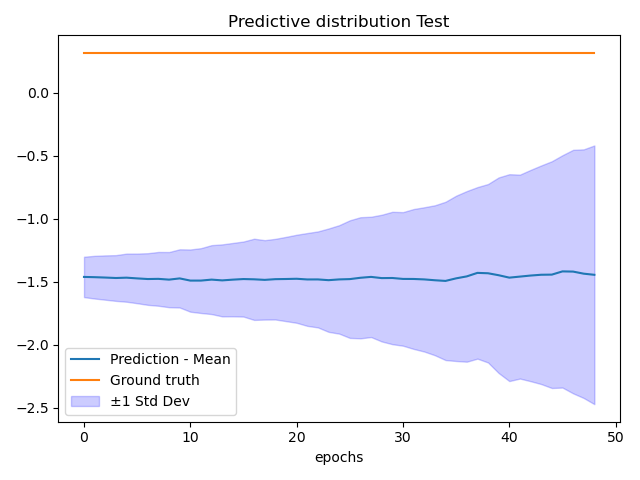 Predictive distribution Test
0.0
−0.5
−1.0
−1.5
−2.0
−2.5
Prediction - Mean
Ground truth
±1 Std Dev
0 10 20 30 40 50
epochs